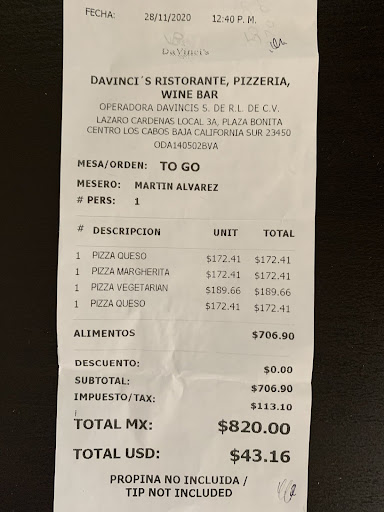 FECHA: 28/11/2020 12:40 P. M.
DaVinci's
DAVINCI´S RISTORANTE, PIZZERIA,
WINE BAR
OPERADORA DAVINCIS S. DE R.L. DE C.V.
LAZARO CARDENAS LOCAL 3A, PLAZA BONITA
CENTRO LOS CABOS BAJA CALIFORNIA SUR 23450
ODA140502BVA
MESA/ORDEN: TO GO
MESERO: MARTIN ALVAREZ
# PERS: 1
# DESCRIPCION UNIT TOTAL
1 PIZZA QUESO $172.41 $172.41
1 PIZZA MARGHERITA $172.41 $172.41
1 PIZZA VEGETARIAN $189.66 $189.66
1 PIZZA QUESO $172.41 $172.41
ALIMENTOS $706.90
DESCUENTO: $0.00
SUBTOTAL: $706.90
IMPUESTO/TAX: $113.10
TOTAL MX: $820.00
TOTAL USD: $43.16
PROPINA NO INCLUIDA /
TIP NOT INCLUDED